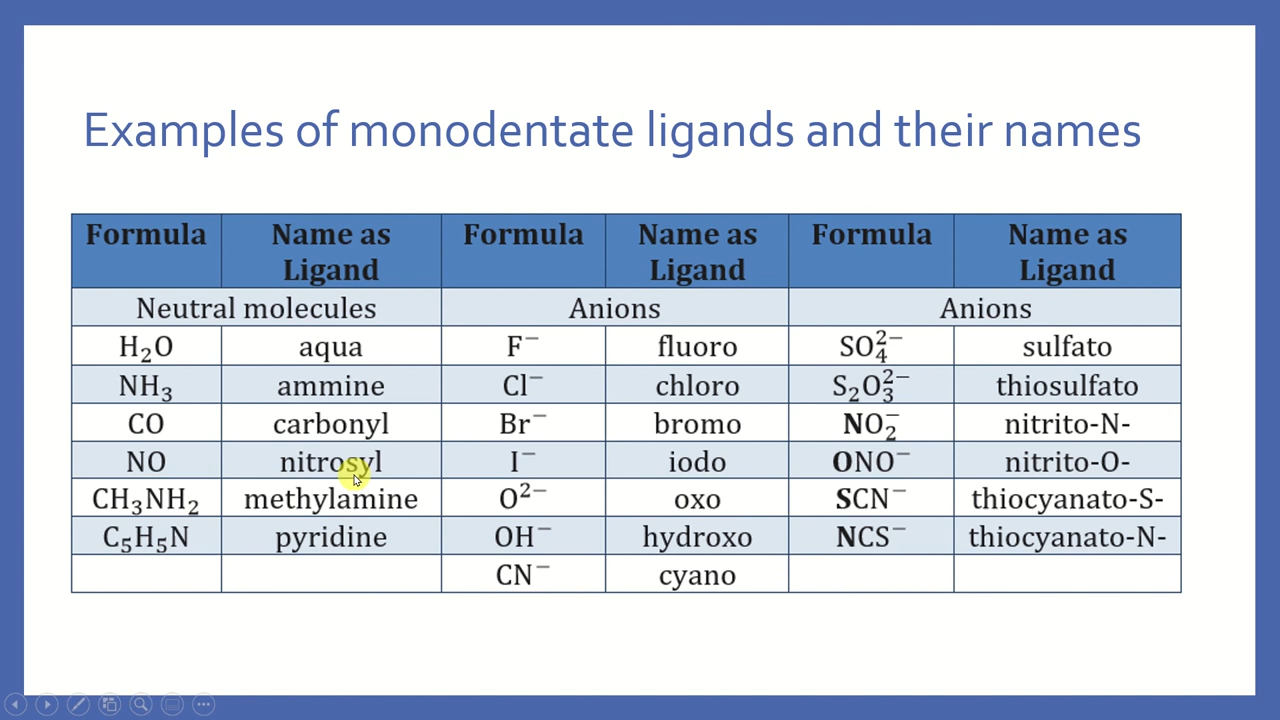 Examples of monodentate ligands and their names
Formula Name as Ligand Formula Name as Ligand Formula Name as Ligand
Neutral molecules Anions Anions
H₂O aqua F⁻ fluoro SO₄²⁻ sulfato
NH₃ ammine Cl⁻ chloro S₂O₃²⁻ thiosulfato
CO carbonyl Br⁻ bromo NO₂⁻ nitrito-N-
NO nitrosyl I⁻ iodo ONO⁻ nitrito-O-
CH₃NH₂ methylamine O²⁻ oxo SCN⁻ thiocyanato-S-
C₅H₅N pyridine OH⁻ hydroxo NCS⁻ thiocyanato-N-
CN⁻ cyano